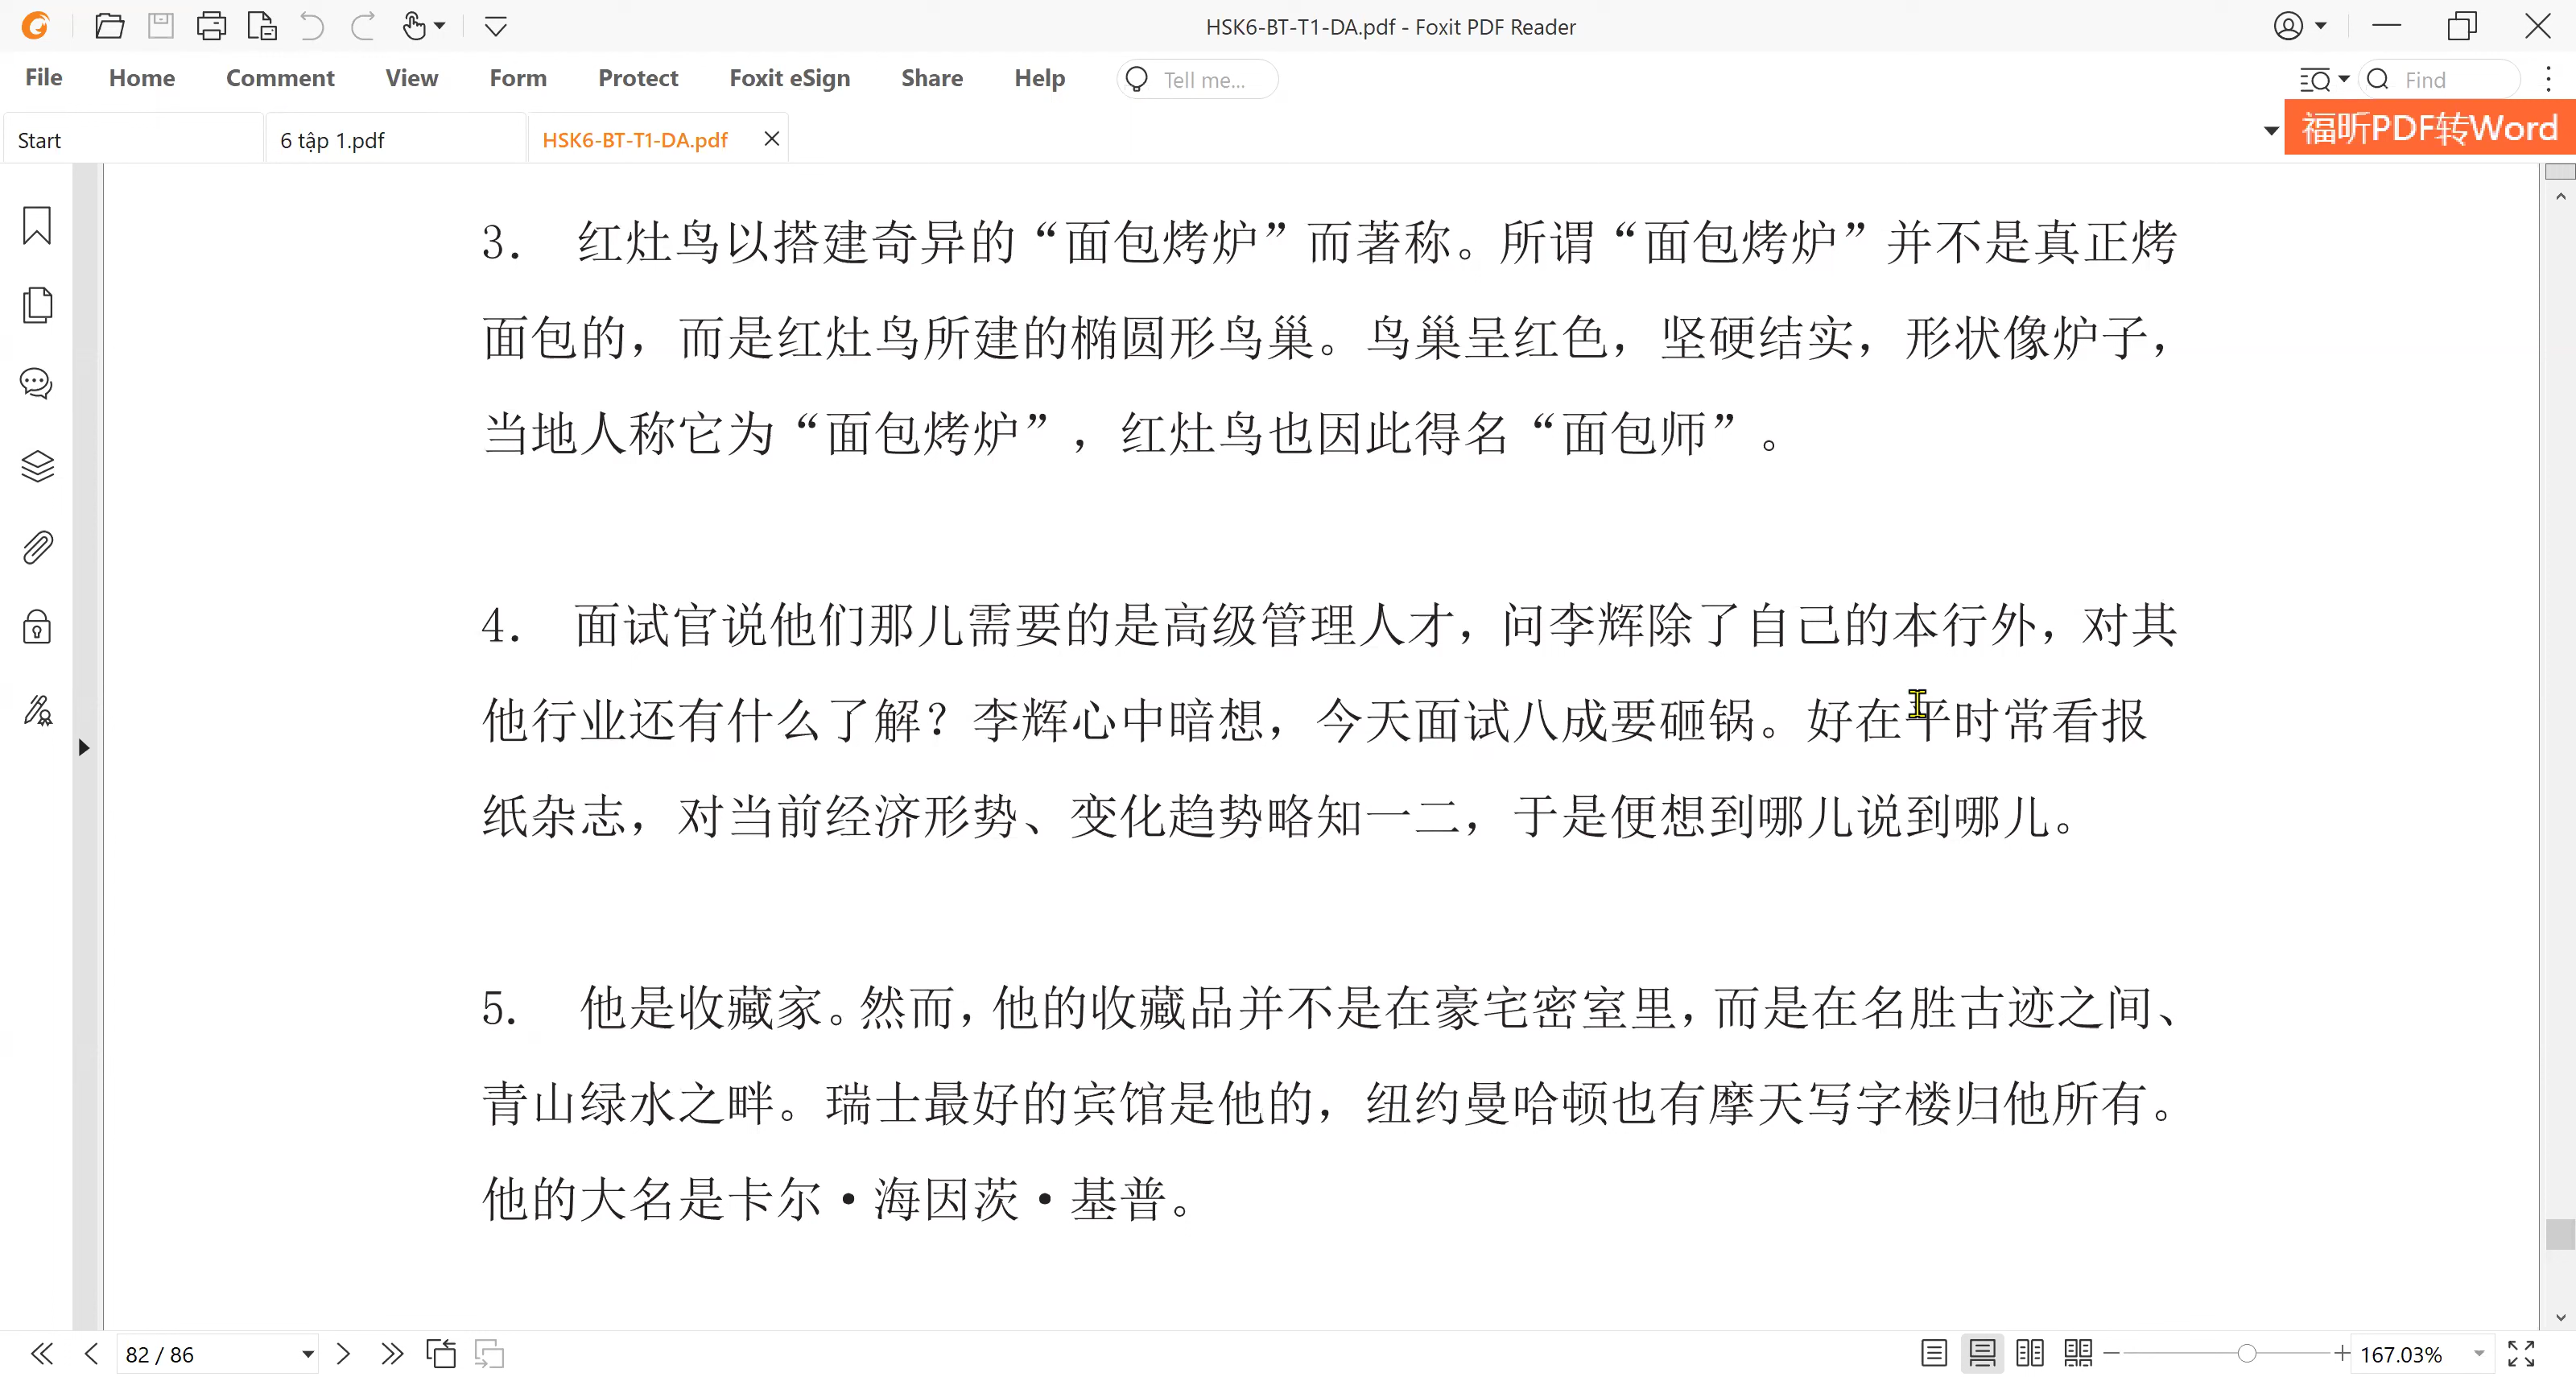 HSK6-BT-T1-DA.pdf - Foxit PDF Reader
File Home Comment View Form Protect Foxit eSign Share Help Tell me... Find
Start 6 tập 1.pdf HSK6-BT-T1-DA.pdf 福昕PDF转Word
3. 红灶鸟以搭建奇异的“面包烤炉”而著称。所谓“面包烤炉”并不是真正烤
面包的，而是红灶鸟所建的椭圆形鸟巢。鸟巢呈红色，坚硬结实，形状像炉子，
当地人称它为“面包烤炉”，红灶鸟也因此得名“面包师”。
4. 面试官说他们那儿需要的是高级管理人才，问李辉除了自己的本行外，对其
他行业还有什么了解？李辉心中暗想，今天面试八成要砸锅。好在平时常看报
纸杂志，对当前经济形势、变化趋势略知一二，于是便想到哪儿说到哪儿。
5. 他是收藏家。然而，他的收藏品并不是在豪宅密室里，而是在名胜古迹之间、
青山绿水之畔。瑞士最好的宾馆是他的，纽约曼哈顿也有摩天写字楼归他所有。
他的大名是卡尔·海因茨·基普。
82 / 86 167.03%